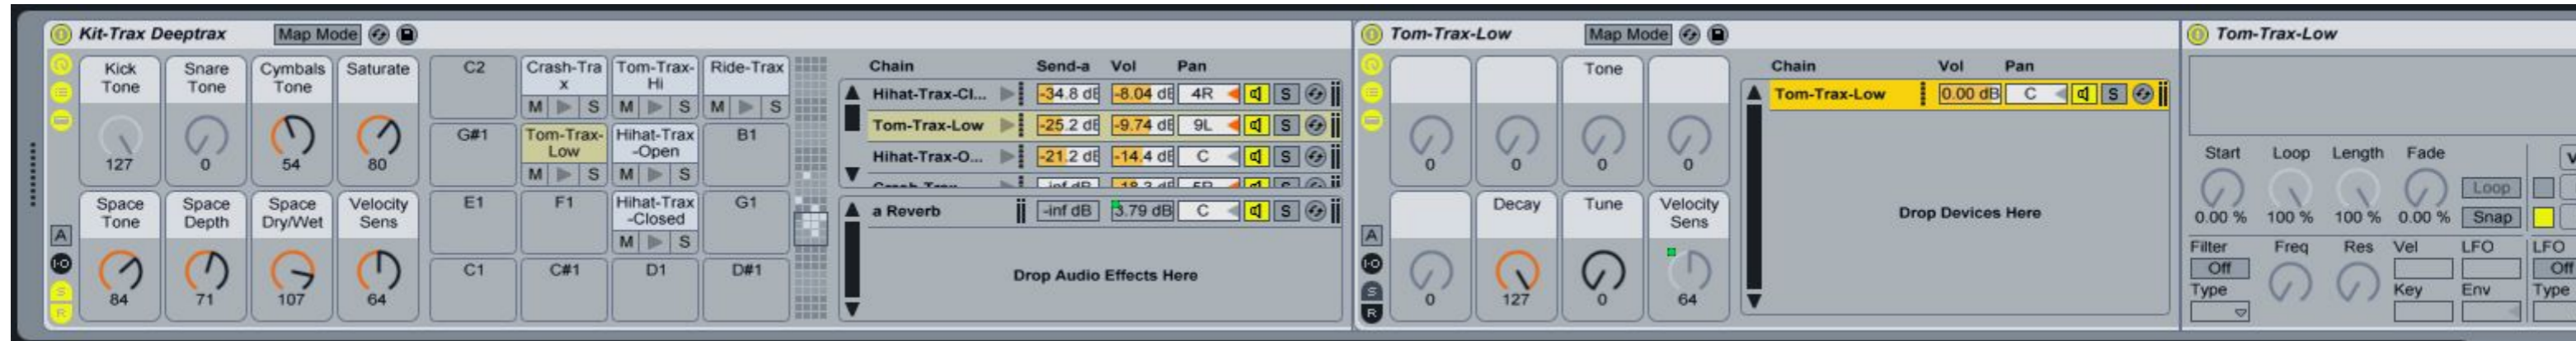 Kit-Trax Deeptrax Map Mode
Kick Tone 127
Snare Tone 0
Cymbals Tone 54
Saturate 80
Space Tone 84
Space Depth 71
Space Dry/Wet 107
Velocity Sens 64
A
I-O
S
R
C2
Crash-Tra
x
M S
Tom-Trax-
Hi
M S
Ride-Trax
M S
G#1
Tom-Trax-
Low
M S
Hihat-Trax
-Open
M S
B1
E1
F1
Hihat-Trax
-Closed
M S
G1
C1
C#1
D1
D#1
Chain Send-a Vol Pan
Hihat-Trax-Cl... -34.8 dB -8.04 dB 4R S
Tom-Trax-Low -25.2 dB -9.74 dB 9L S
Hihat-Trax-O... -21.2 dB -14.4 dB C S
a Reverb -inf dB 3.79 dB C S
Drop Audio Effects Here
Tom-Trax-Low Map Mode
0
0
Tone 0
0
0
Decay 127
Tune 0
Velocity Sens 64
A
I-O
S
R
Chain Vol Pan
Tom-Trax-Low 0.00 dB C S
Drop Devices Here
Tom-Trax-Low
Start Loop Length Fade
Loop
0.00 % 100 % 100 % 0.00 % Snap
Filter Freq Res Vel LFO LFO
Off Off
Type Key Env Type